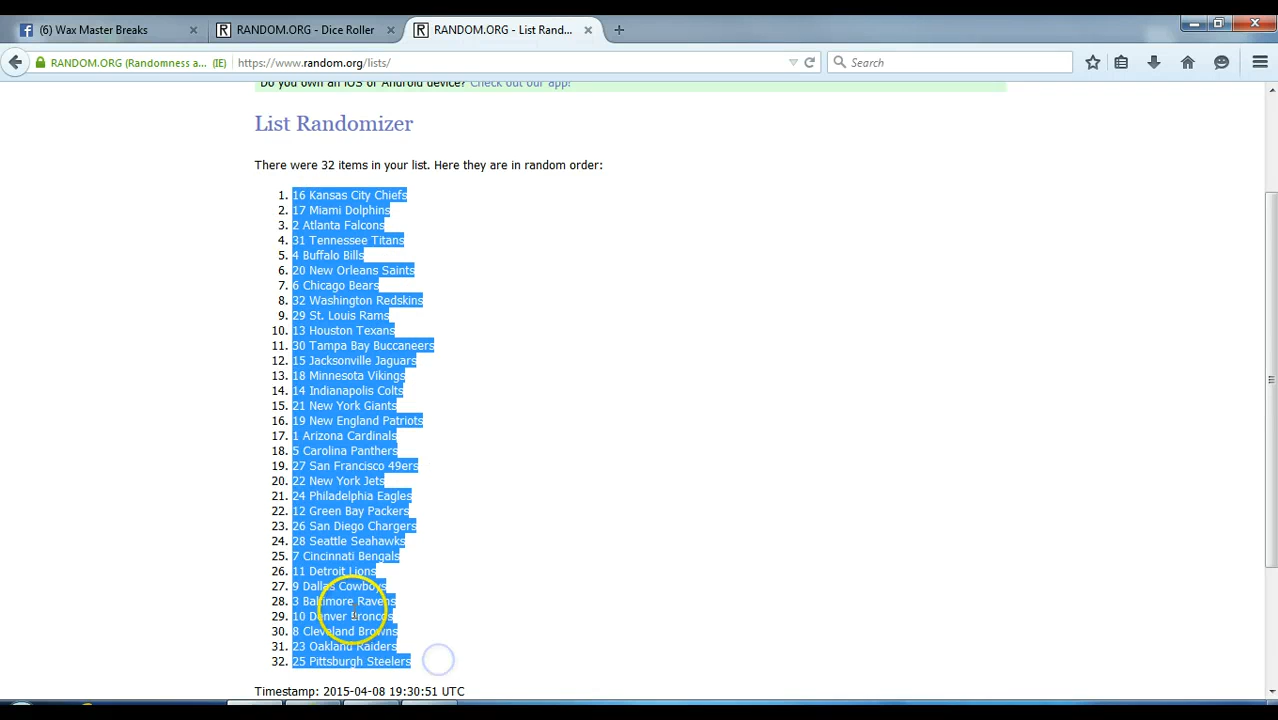 (6) Wax Master Breaks
RANDOM.ORG - Dice Roller
RANDOM.ORG - List Rand...
RANDOM.ORG (Randomness a... (IE)
https://www.random.org/lists/
Search
Do you own an iOS or Android device? Check out our app!
List Randomizer
There were 32 items in your list. Here they are in random order:
1. 16 Kansas City Chiefs
2. 17 Miami Dolphins
3. 2 Atlanta Falcons
4. 31 Tennessee Titans
5. 4 Buffalo Bills
6. 20 New Orleans Saints
7. 6 Chicago Bears
8. 32 Washington Redskins
9. 29 St. Louis Rams
10. 13 Houston Texans
11. 30 Tampa Bay Buccaneers
12. 15 Jacksonville Jaguars
13. 18 Minnesota Vikings
14. 14 Indianapolis Colts
15. 21 New York Giants
16. 19 New England Patriots
17. 1 Arizona Cardinals
18. 5 Carolina Panthers
19. 27 San Francisco 49ers
20. 22 New York Jets
21. 24 Philadelphia Eagles
22. 12 Green Bay Packers
23. 26 San Diego Chargers
24. 28 Seattle Seahawks
25. 7 Cincinnati Bengals
26. 11 Detroit Lions
27. 9 Dallas Cowboys
28. 3 Baltimore Ravens
29. 10 Denver Broncos
30. 8 Cleveland Browns
31. 23 Oakland Raiders
32. 25 Pittsburgh Steelers
Timestamp: 2015-04-08 19:30:51 UTC